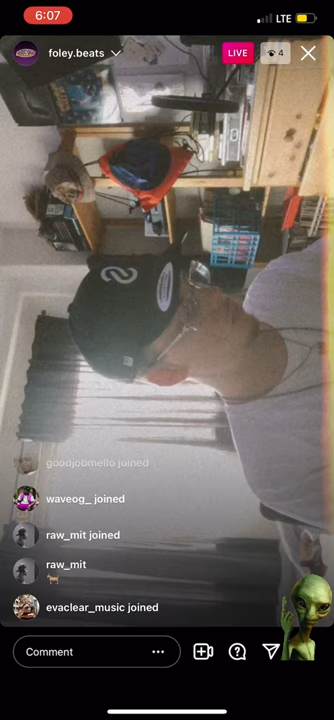 6:07
LTE
foley.beats
LIVE
4
goodjobmello joined
waveog_ joined
raw_mit joined
raw_mit
evaclear_music joined
Comment